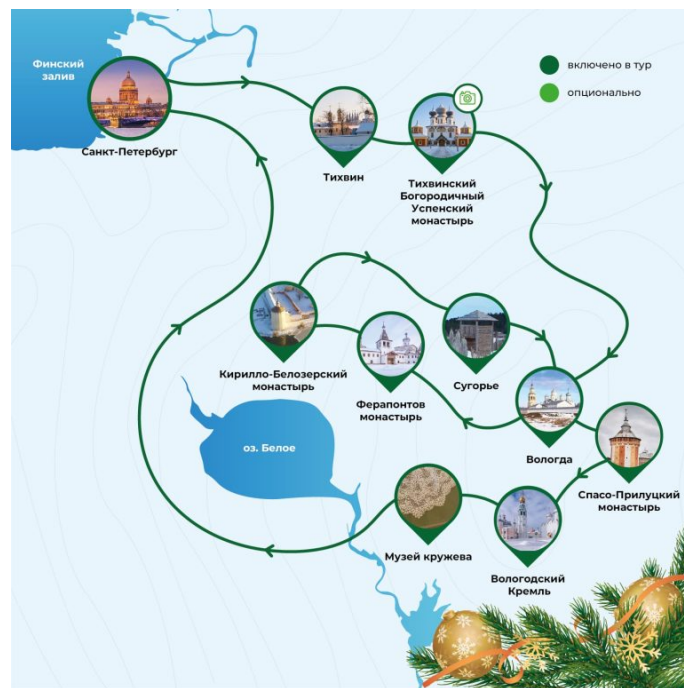 Финский
залив
включено в тур
опционально
Санкт-Петербург
Тихвин
Тихвинский
Богородичный
Успенский
монастырь
Кирилло-Белозерский
монастырь
Ферапонтов
монастырь
Сугорье
Вологда
оз. Белое
Спасо-Прилуцкий
монастырь
Музей кружева
Вологодский
Кремль